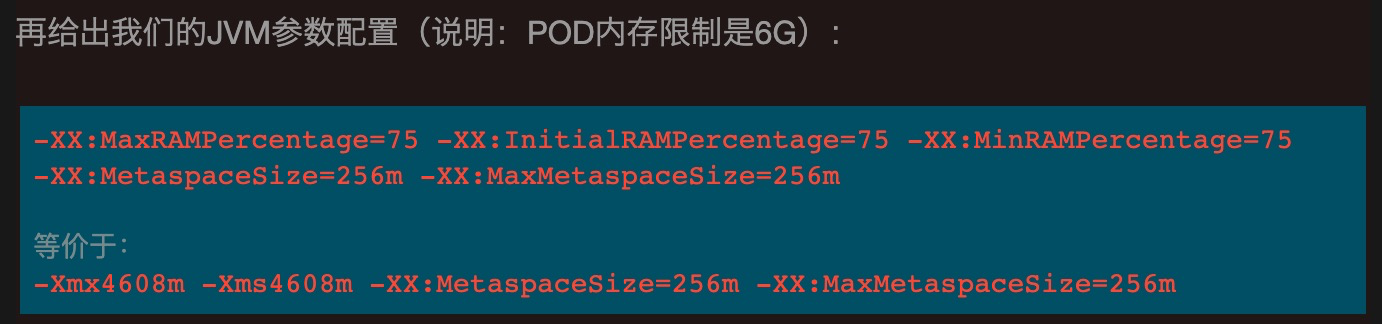 再给出我们的JVM参数配置（说明：POD内存限制是6G）:
-XX:MaxRAMPercentage=75 -XX:InitialRAMPercentage=75 -XX:MinRAMPercentage=75
-XX:MetaspaceSize=256m -XX:MaxMetaspaceSize=256m
等价于：
-Xmx4608m -Xms4608m -XX:MetaspaceSize=256m -XX:MaxMetaspaceSize=256m